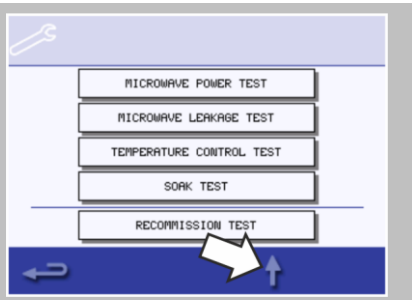 MICROWAVE POWER TEST
MICROWAVE LEAKAGE TEST
TEMPERATURE CONTROL TEST
SOAK TEST
RECOMMISSION TEST